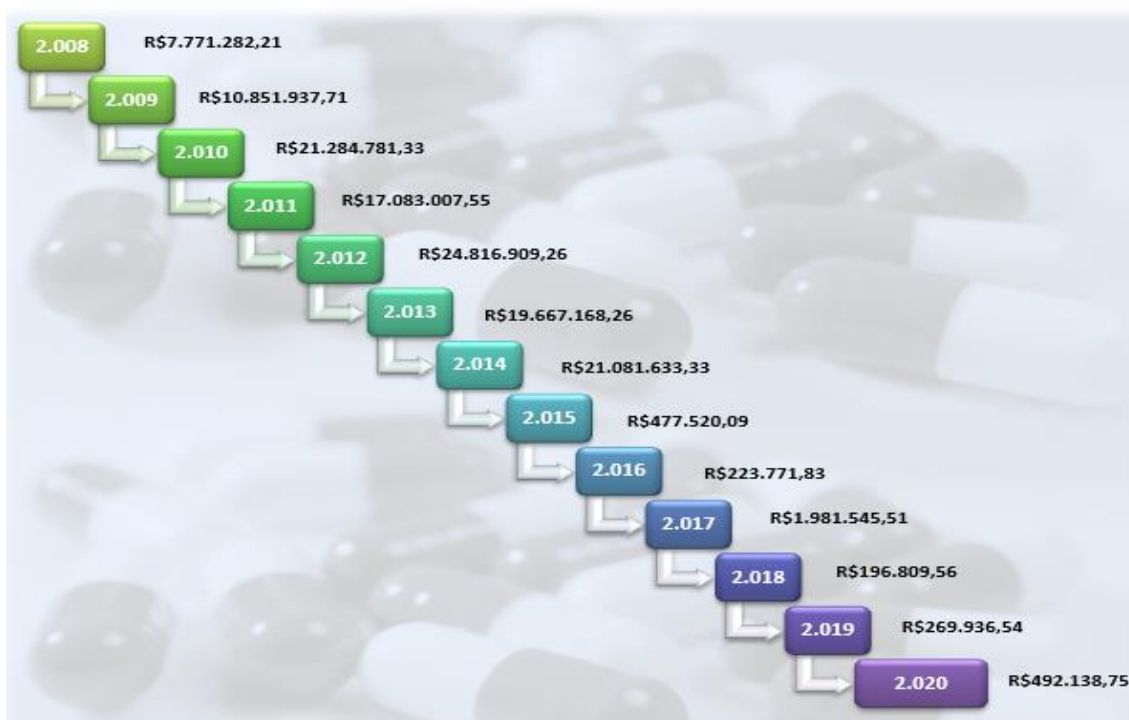 2.008 R$7.771.282,21
2.009 R$10.851.937,71
2.010 R$21.284.781,33
2.011 R$17.083.007,55
2.012 R$24.816.909,26
2.013 R$19.667.168,26
2.014 R$21.081.633,33
2.015 R$477.520,09
2.016 R$223.771,83
2.017 R$1.981.545,51
2.018 R$196.809,56
2.019 R$269.936,54
2.020 R$492.138,75